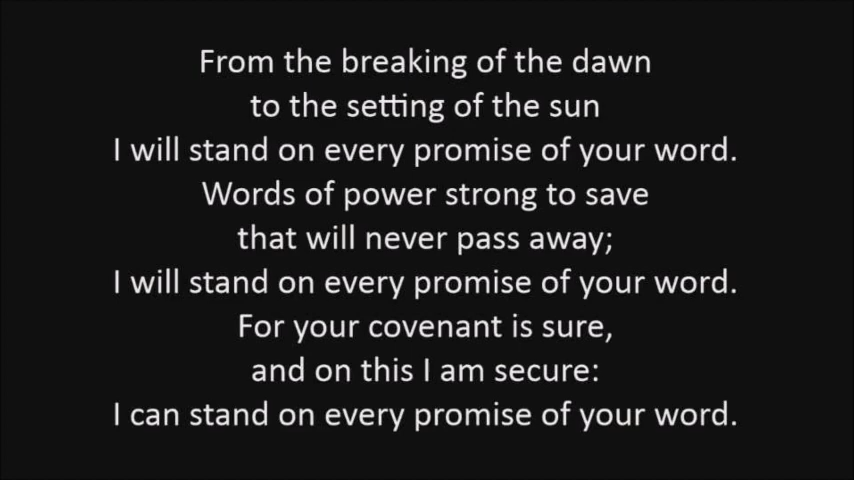 From the breaking of the dawn
to the setting of the sun
I will stand on every promise of your word.
Words of power strong to save
that will never pass away;
I will stand on every promise of your word.
For your covenant is sure,
and on this I am secure:
I can stand on every promise of your word.